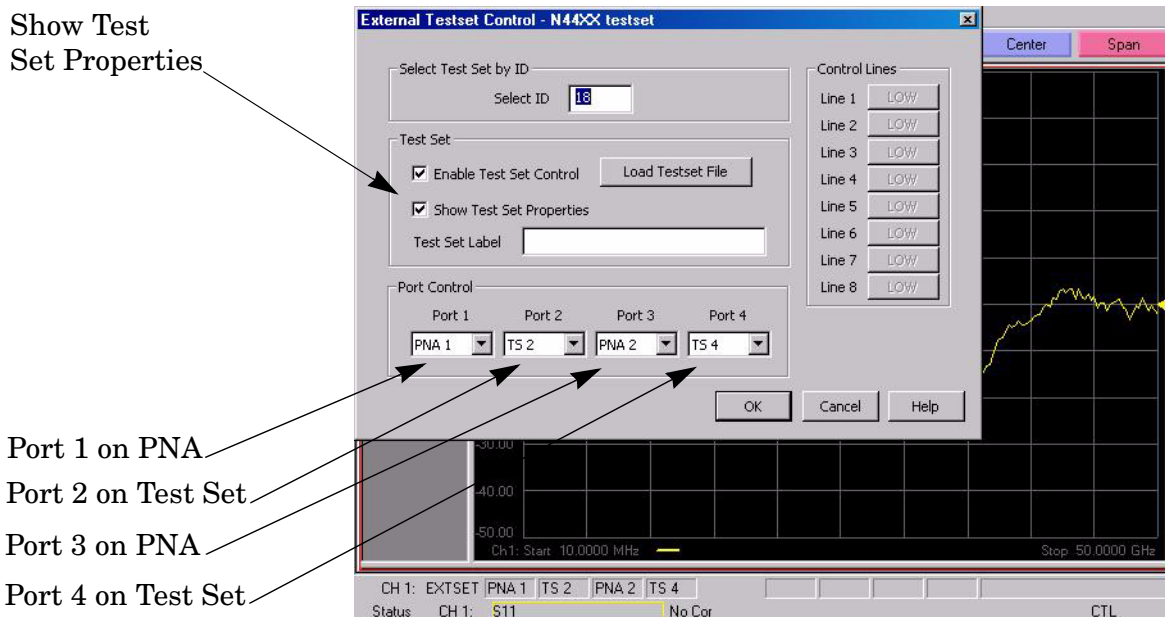 Show Test
Set Properties
External Testset Control - N44XX testset
Center
Span
Select Test Set by ID
Select ID 18
Control Lines
Line 1 LOW
Line 2 LOW
Line 3 LOW
Line 4 LOW
Line 5 LOW
Line 6 LOW
Line 7 LOW
Line 8 LOW
Test Set
Enable Test Set Control
Load Testset File
Show Test Set Properties
Test Set Label
Port Control
Port 1 Port 2 Port 3 Port 4
PNA 1 TS 2 PNA 2 TS 4
OK Cancel Help
Port 1 on PNA
Port 2 on Test Set
Port 3 on PNA
Port 4 on Test Set
-30.00
-40.00
-50.00
Ch1: Start 10.0000 MHz
Stop 50.0000 GHz
CH 1: EXTSET PNA 1 TS 2 PNA 2 TS 4
Status CH 1: S11 No Cor CTL